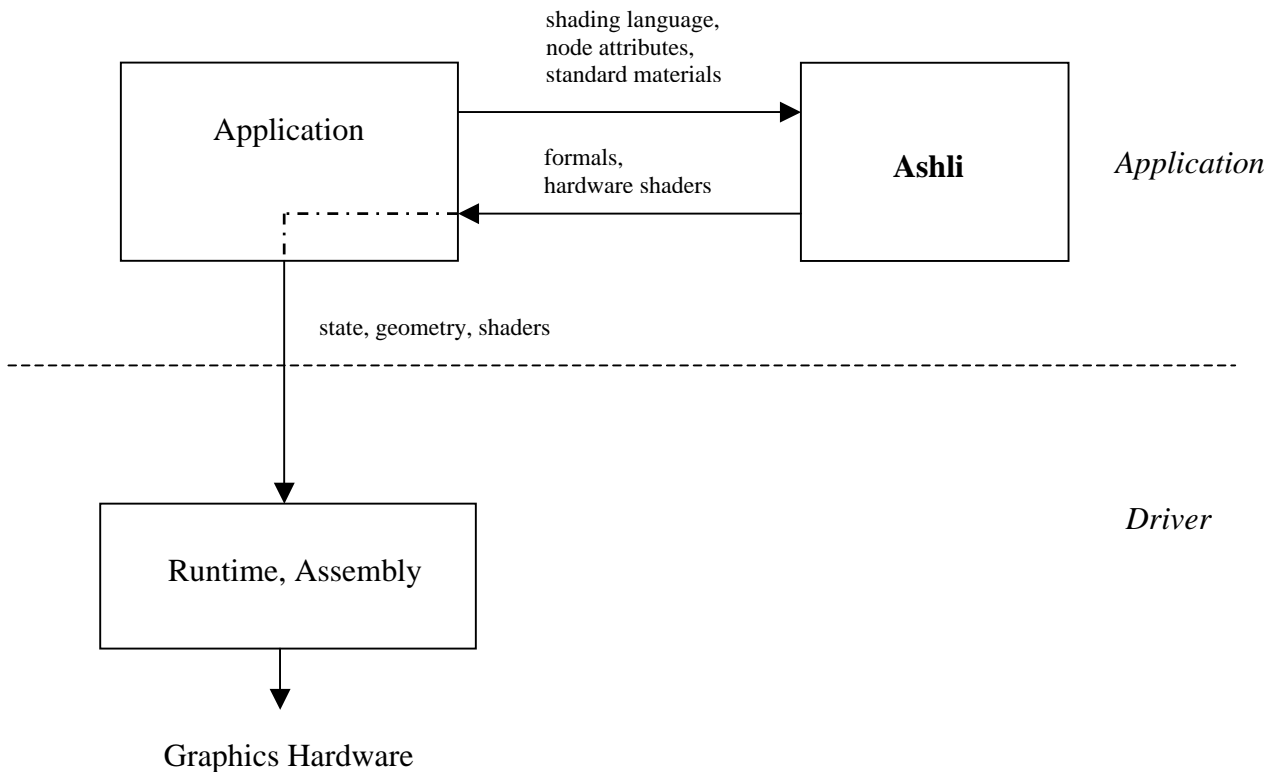 shading language,
node attributes,
standard materials
Application
formals,
hardware shaders
Ashli
Application
state, geometry, shaders
Driver
Runtime, Assembly
Graphics Hardware